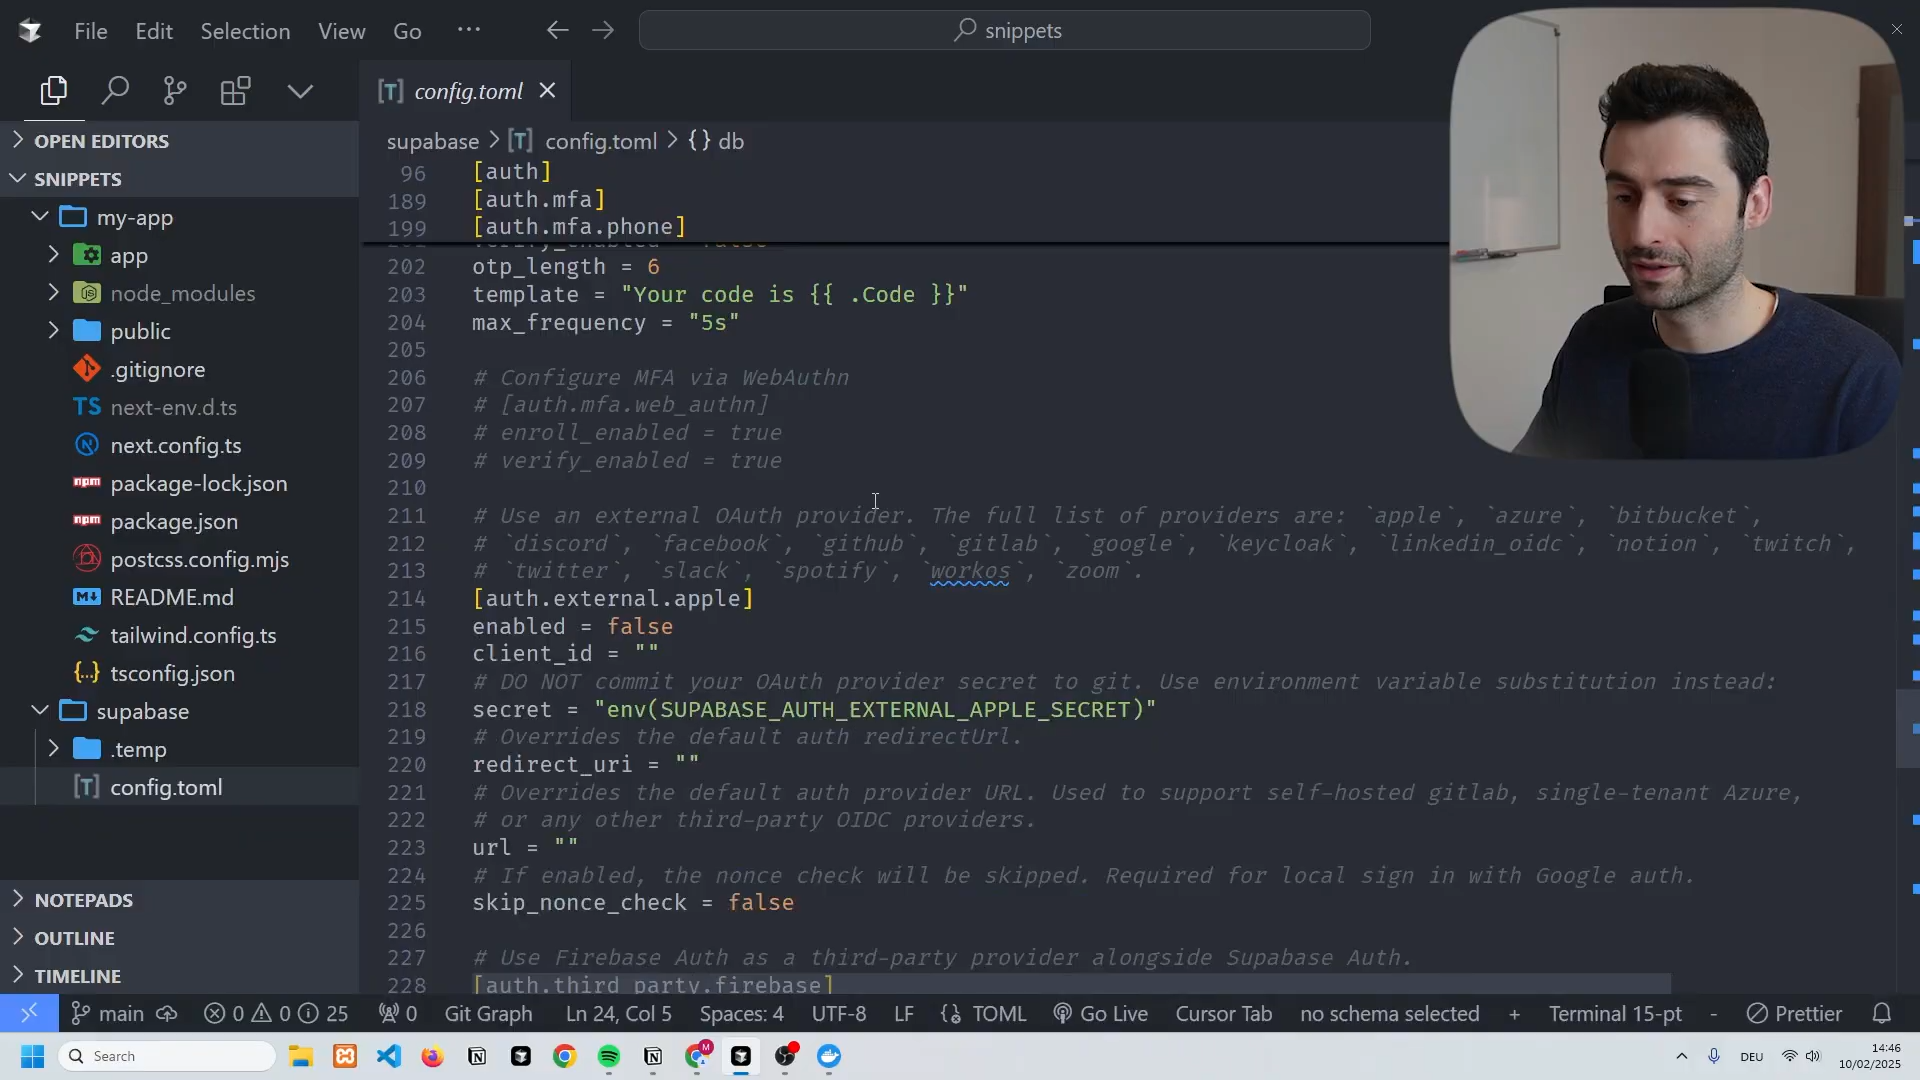 File Edit Selection View Go ···
snippets
config.toml
OPEN EDITORS
SNIPPETS
my-app
app
node_modules
public
.gitignore
next-env.d.ts
next.config.ts
package-lock.json
package.json
postcss.config.mjs
README.md
tailwind.config.ts
tsconfig.json
supabase
.temp
config.toml
NOTEPADS
OUTLINE
TIMELINE
supabase > config.toml > {} db
96 [auth]
189 [auth.mfa]
199 [auth.mfa.phone]
202 otp_length = 6
203 template = "Your code is {{ .Code }}"
204 max_frequency = "5s"
205
206 # Configure MFA via WebAuthn
207 # [auth.mfa.web_authn]
208 # enroll_enabled = true
209 # verify_enabled = true
210
211 # Use an external OAuth provider. The full list of providers are: `apple`, `azure`, `bitbucket`,
212 # `discord`, `facebook`, `github`, `gitlab`, `google`, `keycloak`, `linkedin_oidc`, `notion`, `twitch`,
213 # `twitter`, `slack`, `spotify`, `workos`, `zoom`.
214 [auth.external.apple]
215 enabled = false
216 client_id = ""
217 # DO NOT commit your OAuth provider secret to git. Use environment variable substitution instead:
218 secret = "env(SUPABASE_AUTH_EXTERNAL_APPLE_SECRET)"
219 # Overrides the default auth redirectUrl.
220 redirect_uri = ""
221 # Overrides the default auth provider URL. Used to support self-hosted gitlab, single-tenant Azure,
222 # or any other third-party OIDC providers.
223 url = ""
224 # If enabled, the nonce check will be skipped. Required for local sign in with Google auth.
225 skip_nonce_check = false
226
227 # Use Firebase Auth as a third-party provider alongside Supabase Auth.
228 [auth.third_party.firebase]
main 0 0 25 0 Git Graph Ln 24, Col 5 Spaces: 4 UTF-8 LF TOML Go Live Cursor Tab no schema selected + Terminal 15-pt - Prettier
Search
DEU
14:46
10/02/2025